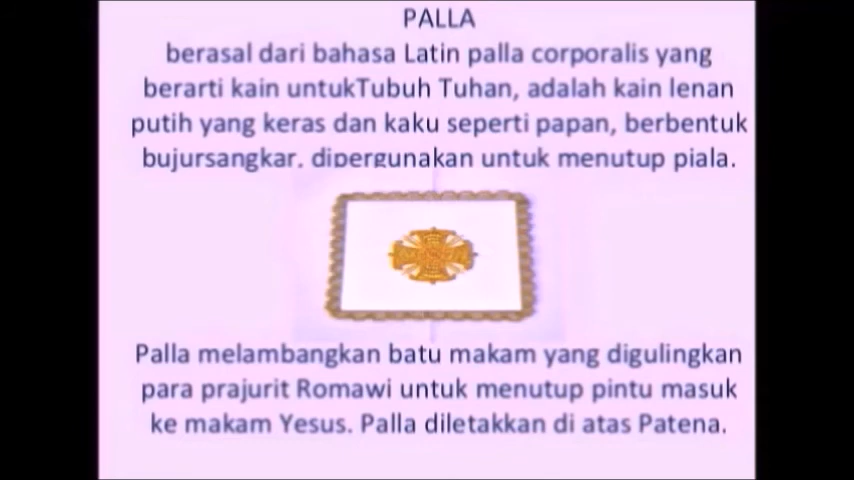 PALLA
berasal dari bahasa Latin palla corporalis yang
berarti kain untukTubuh Tuhan, adalah kain lenan
putih yang keras dan kaku seperti papan, berbentuk
bujursangkar, dipergunakan untuk menutup piala.
Palla melambangkan batu makam yang digulingkan
para prajurit Romawi untuk menutup pintu masuk
ke makam Yesus. Palla diletakkan di atas Patena.